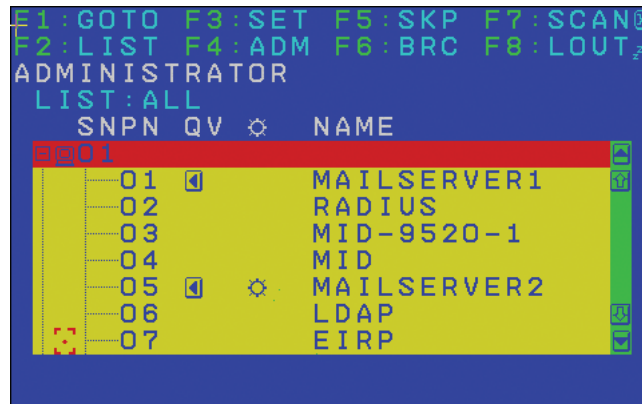 F1:GOTO F3:SET F5:SKP F7:SCAN
F2:LIST F4:ADM F6:BRC F8:LOUT
ADMINISTRATOR
LIST:ALL
SNPN QV NAME
01
01 MAILSERVER1
02 RADIUS
03 MID-9520-1
04 MID
05 MAILSERVER2
06 LDAP
07 EIRP